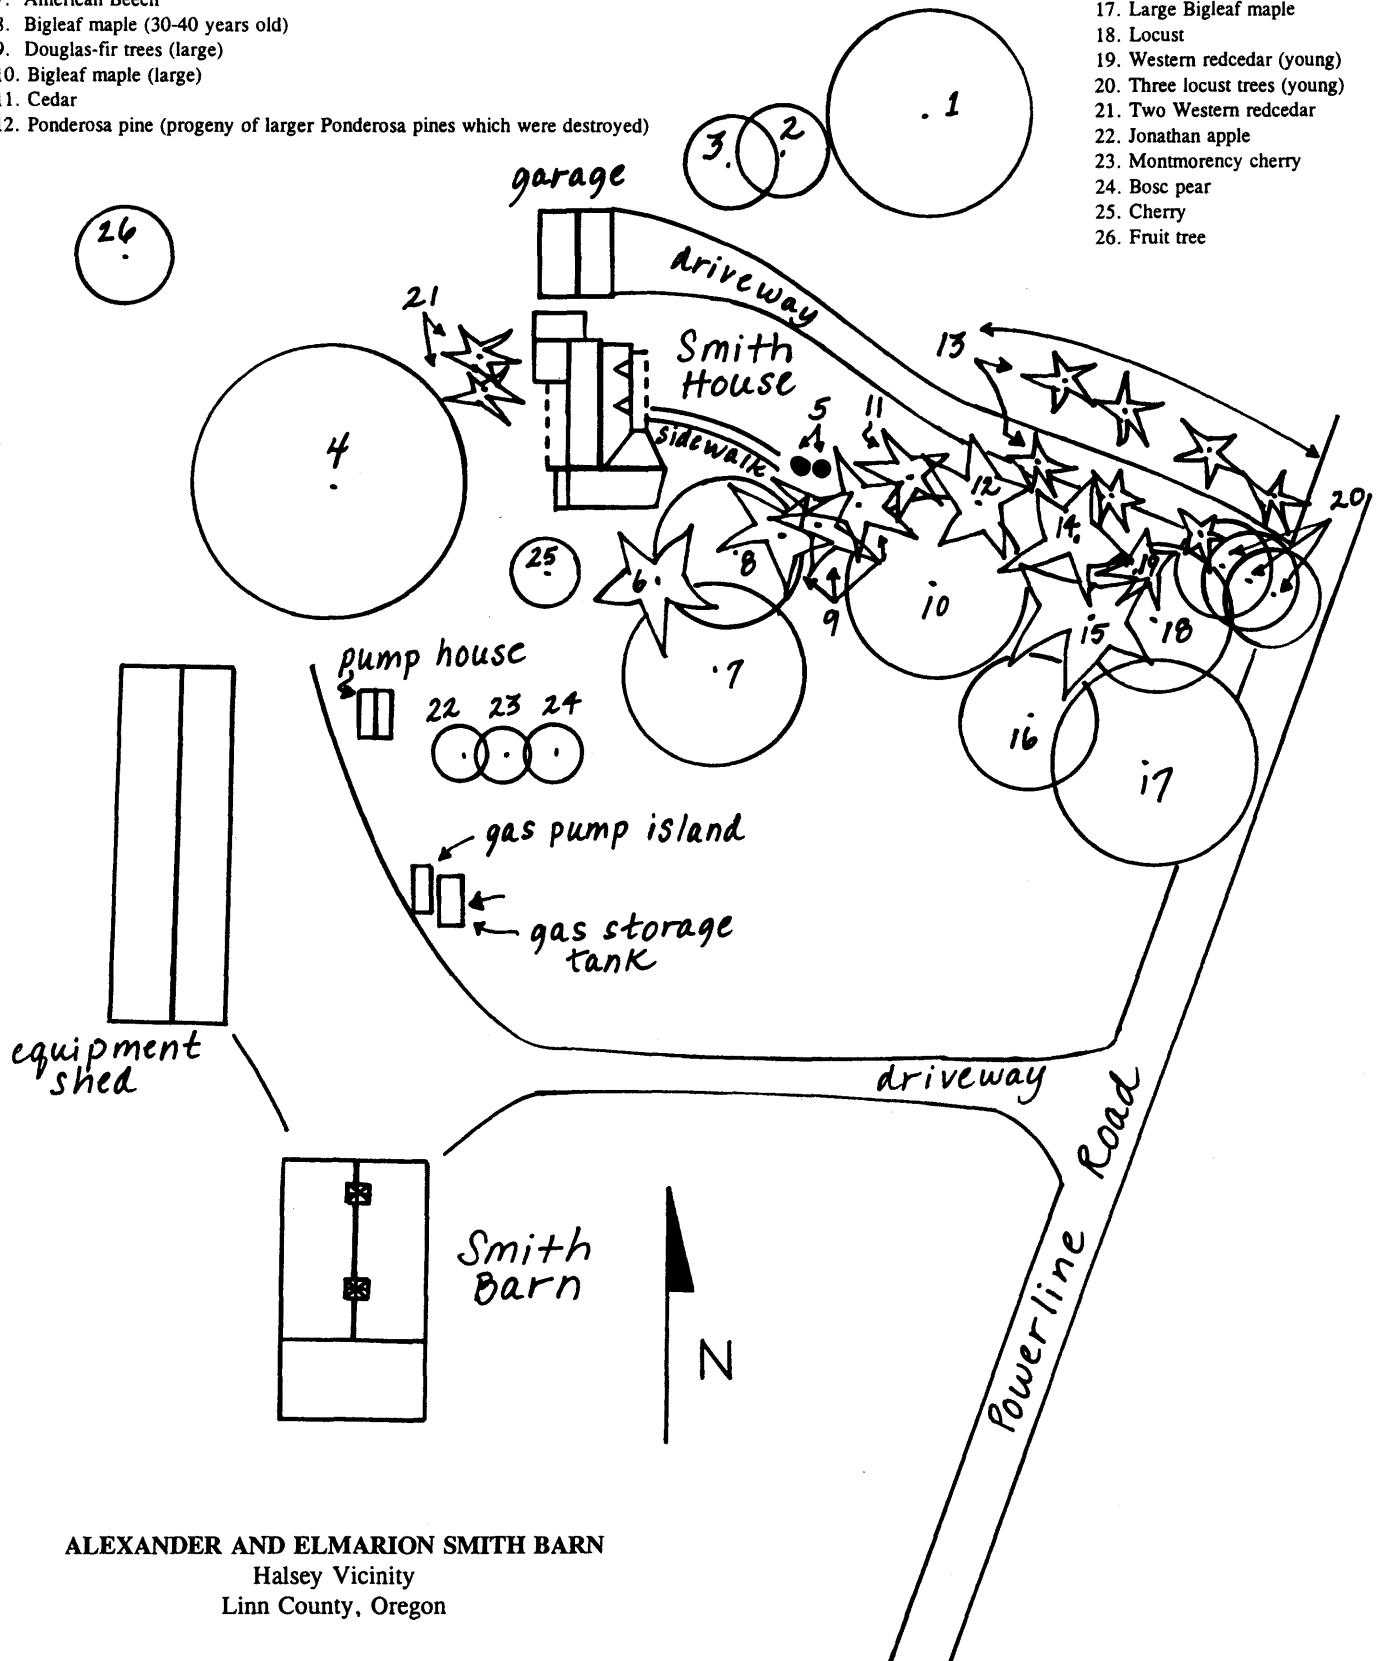 7. American Beech
8. Bigleaf maple (30-40 years old)
9. Douglas-fir trees (large)
10. Bigleaf maple (large)
11. Cedar
12. Ponderosa pine (progeny of larger Ponderosa pines which were destroyed)
17. Large Bigleaf maple
18. Locust
19. Western redcedar (young)
20. Three locust trees (young)
21. Two Western redcedar
22. Jonathan apple
23. Montmorency cherry
24. Bosc pear
25. Cherry
26. Fruit tree
1
2
3
garage
26
driveway
21
Smith
House
13
4
5
11
sidewalk
12
20
14
25
6
8
19
9
10
15
18
7
pump house
22 23 24
16
17
gas pump island
gas storage
tank
equipment
shed
driveway
Powerline Road
Smith
Barn
N
ALEXANDER AND ELMARION SMITH BARN
Halsey Vicinity
Linn County, Oregon